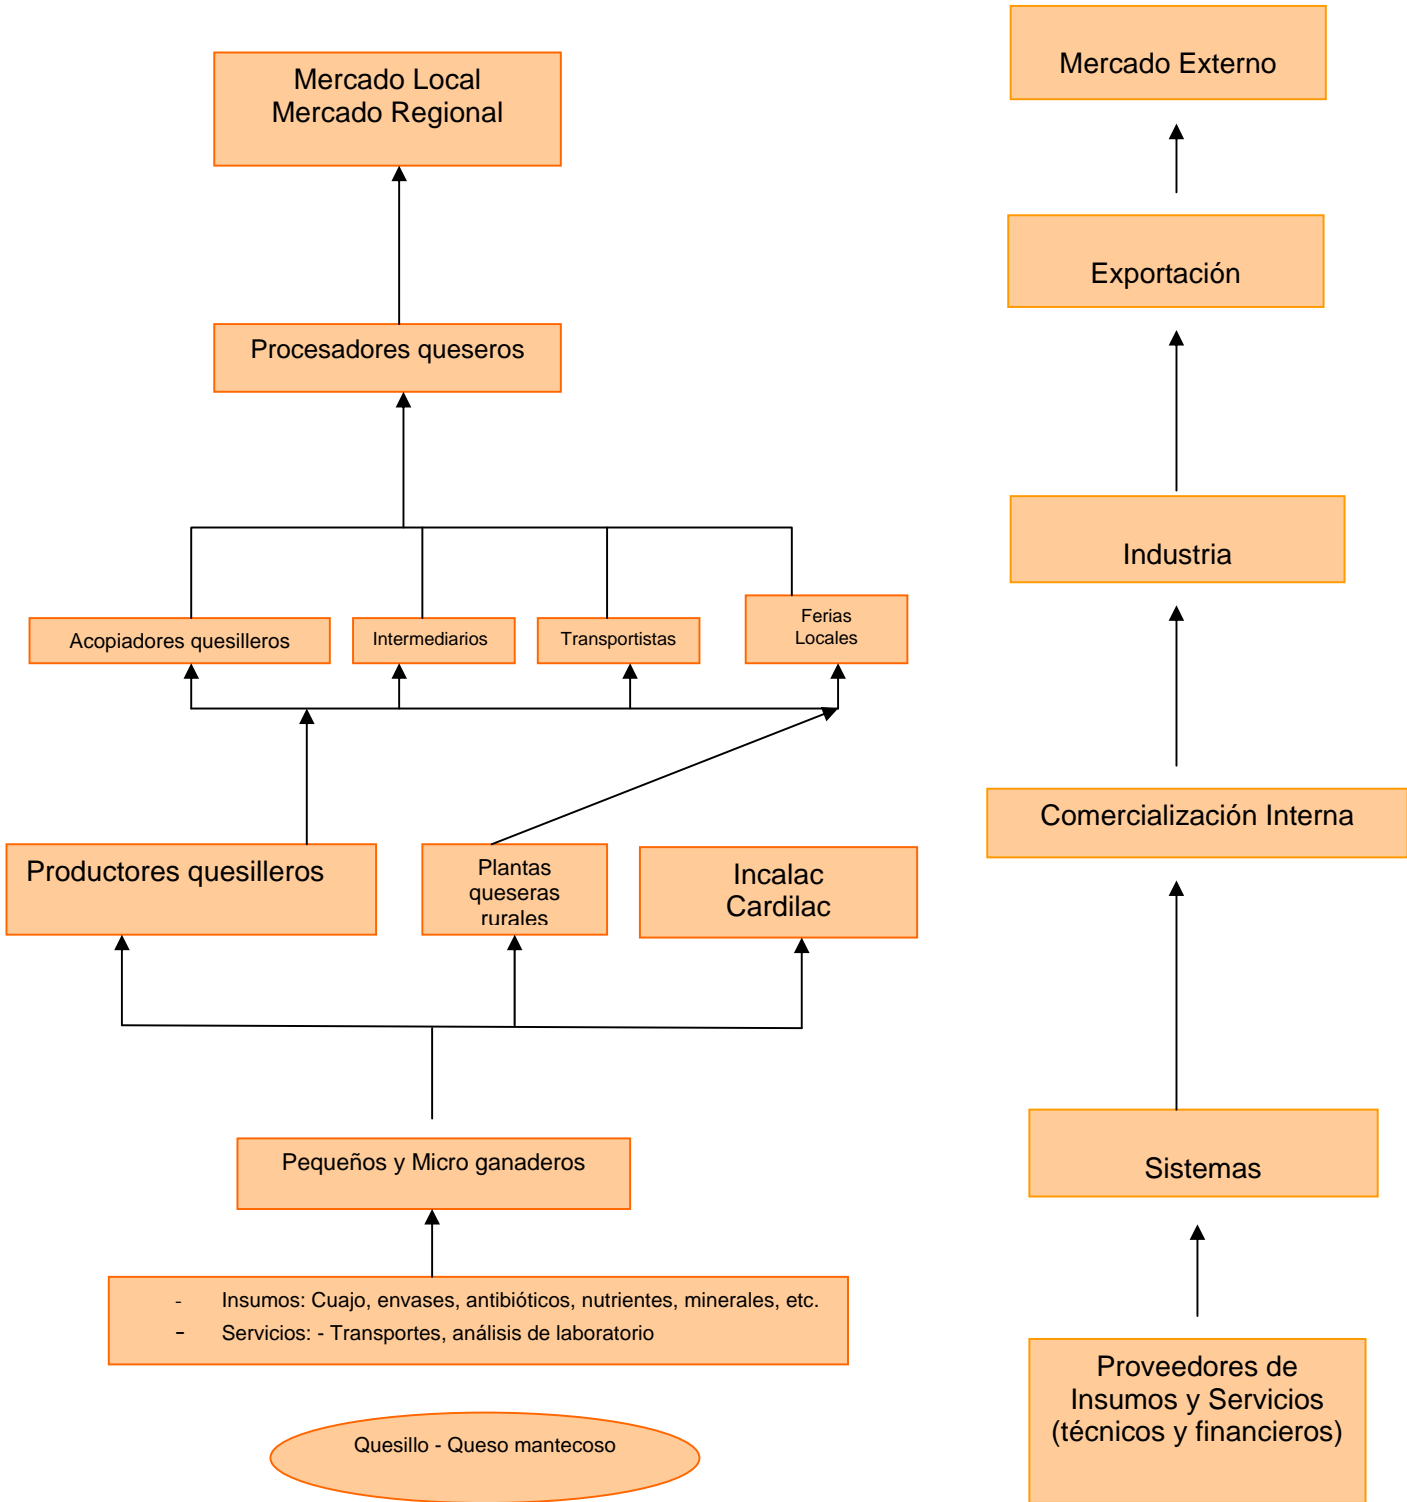 Mercado Local
Mercado Regional
Procesadores queseros
Acopiadores quesilleros
Intermediarios
Transportistas
Ferias
Locales
Productores quesilleros
Plantas
queseras
rurales
Incalac
Cardilac
Pequeños y Micro ganaderos
- Insumos: Cuajo, envases, antibióticos, nutrientes, minerales, etc.
- Servicios: - Transportes, análisis de laboratorio
Quesillo - Queso mantecoso
Mercado Externo
Exportación
Industria
Comercialización Interna
Sistemas
Proveedores de
Insumos y Servicios
(técnicos y financieros)